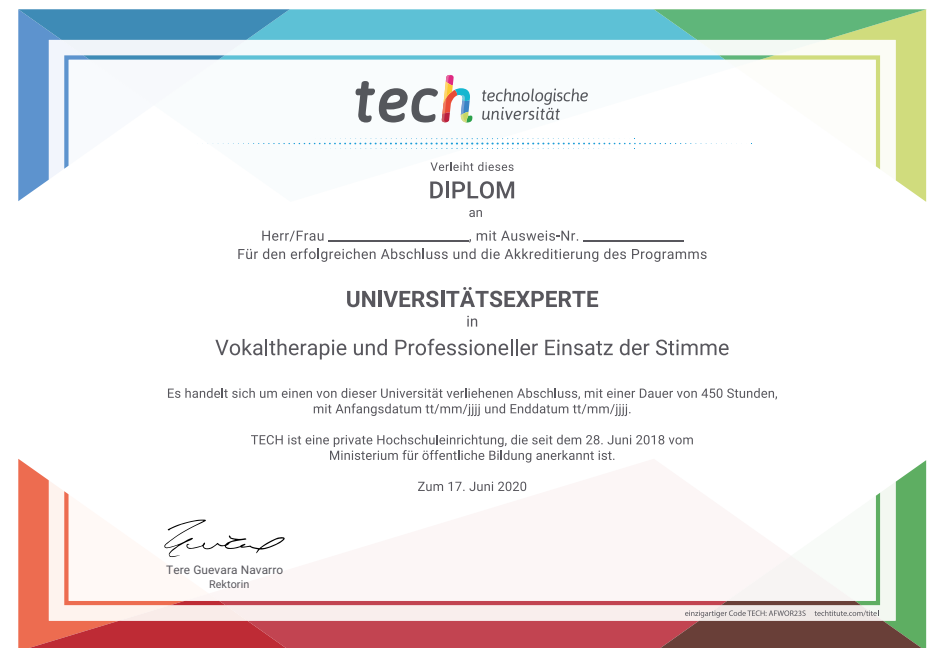 tech technologische
universität
Verleiht dieses
DIPLOM
an
Herr/Frau ____________________, mit Ausweis-Nr. ______________
Für den erfolgreichen Abschluss und die Akkreditierung des Programms
UNIVERSITÄTSEXPERTE
in
Vokaltherapie und Professioneller Einsatz der Stimme
Es handelt sich um einen von dieser Universität verliehenen Abschluss, mit einer Dauer von 450 Stunden,
mit Anfangsdatum tt/mm/jjjj und Enddatum tt/mm/jjjj.
TECH ist eine private Hochschuleinrichtung, die seit dem 28. Juni 2018 vom
Ministerium für öffentliche Bildung anerkannt ist.
Zum 17. Juni 2020
Tere Guevara Navarro
Rektorin
einzigartiger Code TECH: AFWOR23S techtitute.com/titel